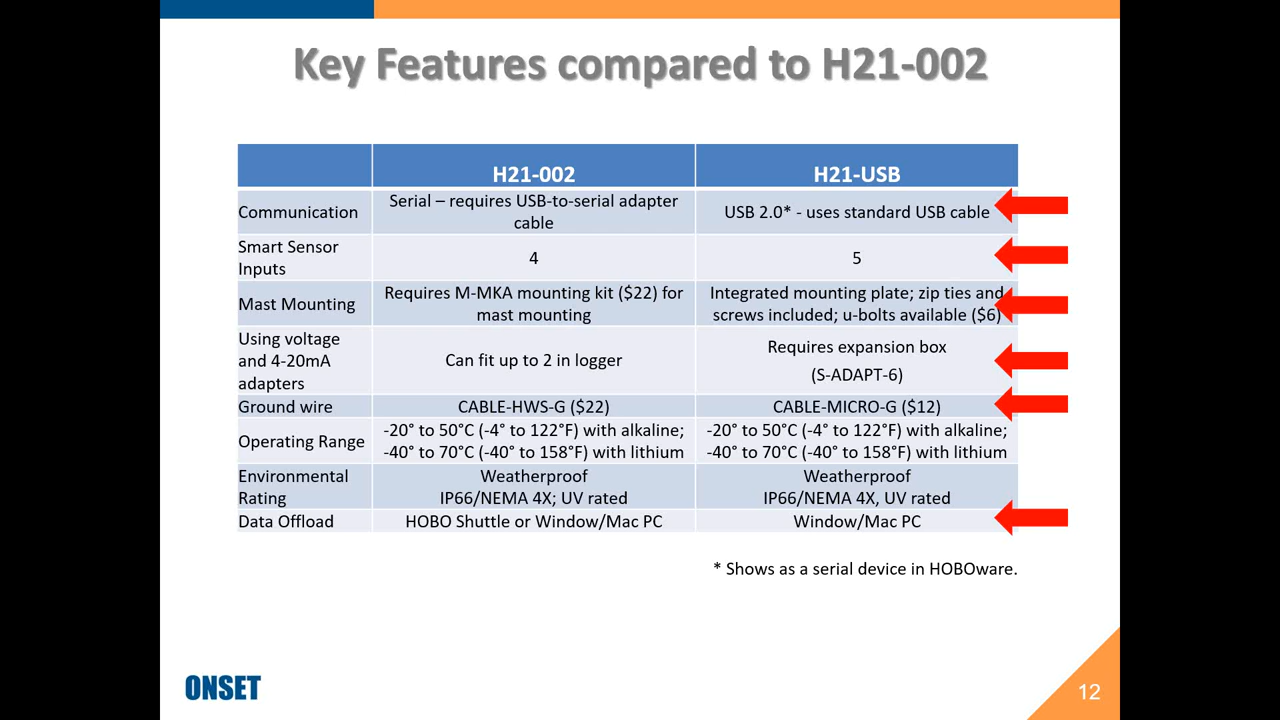 Key Features compared to H21-002
H21-002
H21-USB
Communication
Serial – requires USB-to-serial adapter
cable
USB 2.0* - uses standard USB cable
Smart Sensor
Inputs
4
5
Mast Mounting
Requires M-MKA mounting kit ($22) for
mast mounting
Integrated mounting plate; zip ties and
screws included; u-bolts available ($6)
Using voltage
and 4-20mA
adapters
Can fit up to 2 in logger
Requires expansion box
(S-ADAPT-6)
Ground wire
CABLE-HWS-G ($22)
CABLE-MICRO-G ($12)
Operating Range
-20° to 50°C (-4° to 122°F) with alkaline;
-40° to 70°C (-40° to 158°F) with lithium
-20° to 50°C (-4° to 122°F) with alkaline;
-40° to 70°C (-40° to 158°F) with lithium
Environmental
Rating
Weatherproof
IP66/NEMA 4X; UV rated
Weatherproof
IP66/NEMA 4X, UV rated
Data Offload
HOBO Shuttle or Window/Mac PC
Window/Mac PC
* Shows as a serial device in HOBOware.
ONSET
12